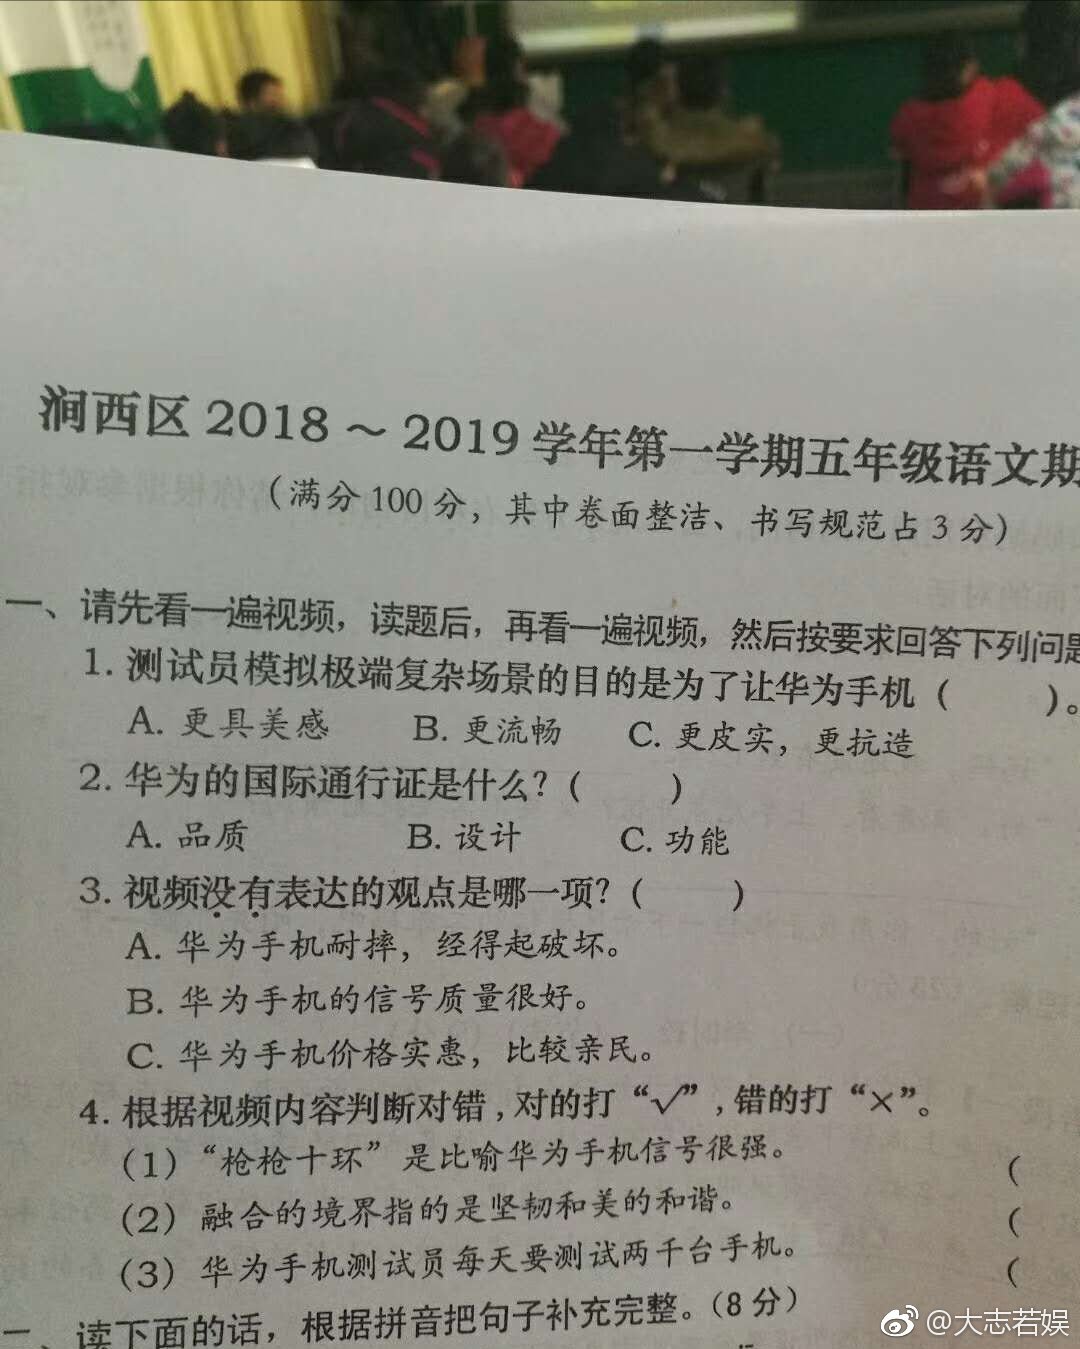 涧西区 2018～2019 学年第一学期五年级语文期
（满分 100 分，其中卷面整洁、书写规范占 3 分）
一、请先看一遍视频，读题后，再看一遍视频，然后按要求回答下列问题
1. 测试员模拟极端复杂场景的目的是为了让华为手机（　　）。
A. 更具美感　　B. 更流畅　　C. 更皮实，更抗造
2. 华为的国际通行证是什么？（　　）
A. 品质　　B. 设计　　C. 功能
3. 视频没有表达的观点是哪一项？（　　）
A. 华为手机耐摔，经得起破坏。
B. 华为手机的信号质量很好。
C. 华为手机价格实惠，比较亲民。
4. 根据视频内容判断对错，对的打“√”，错的打“×”。
（1）“枪枪十环”是比喻华为手机信号很强。（
（2）融合的境界指的是坚韧和美的和谐。（
（3）华为手机测试员每天要测试两千台手机。（
二、读下面的话，根据拼音把句子补充完整。（8 分）
@大志若娱